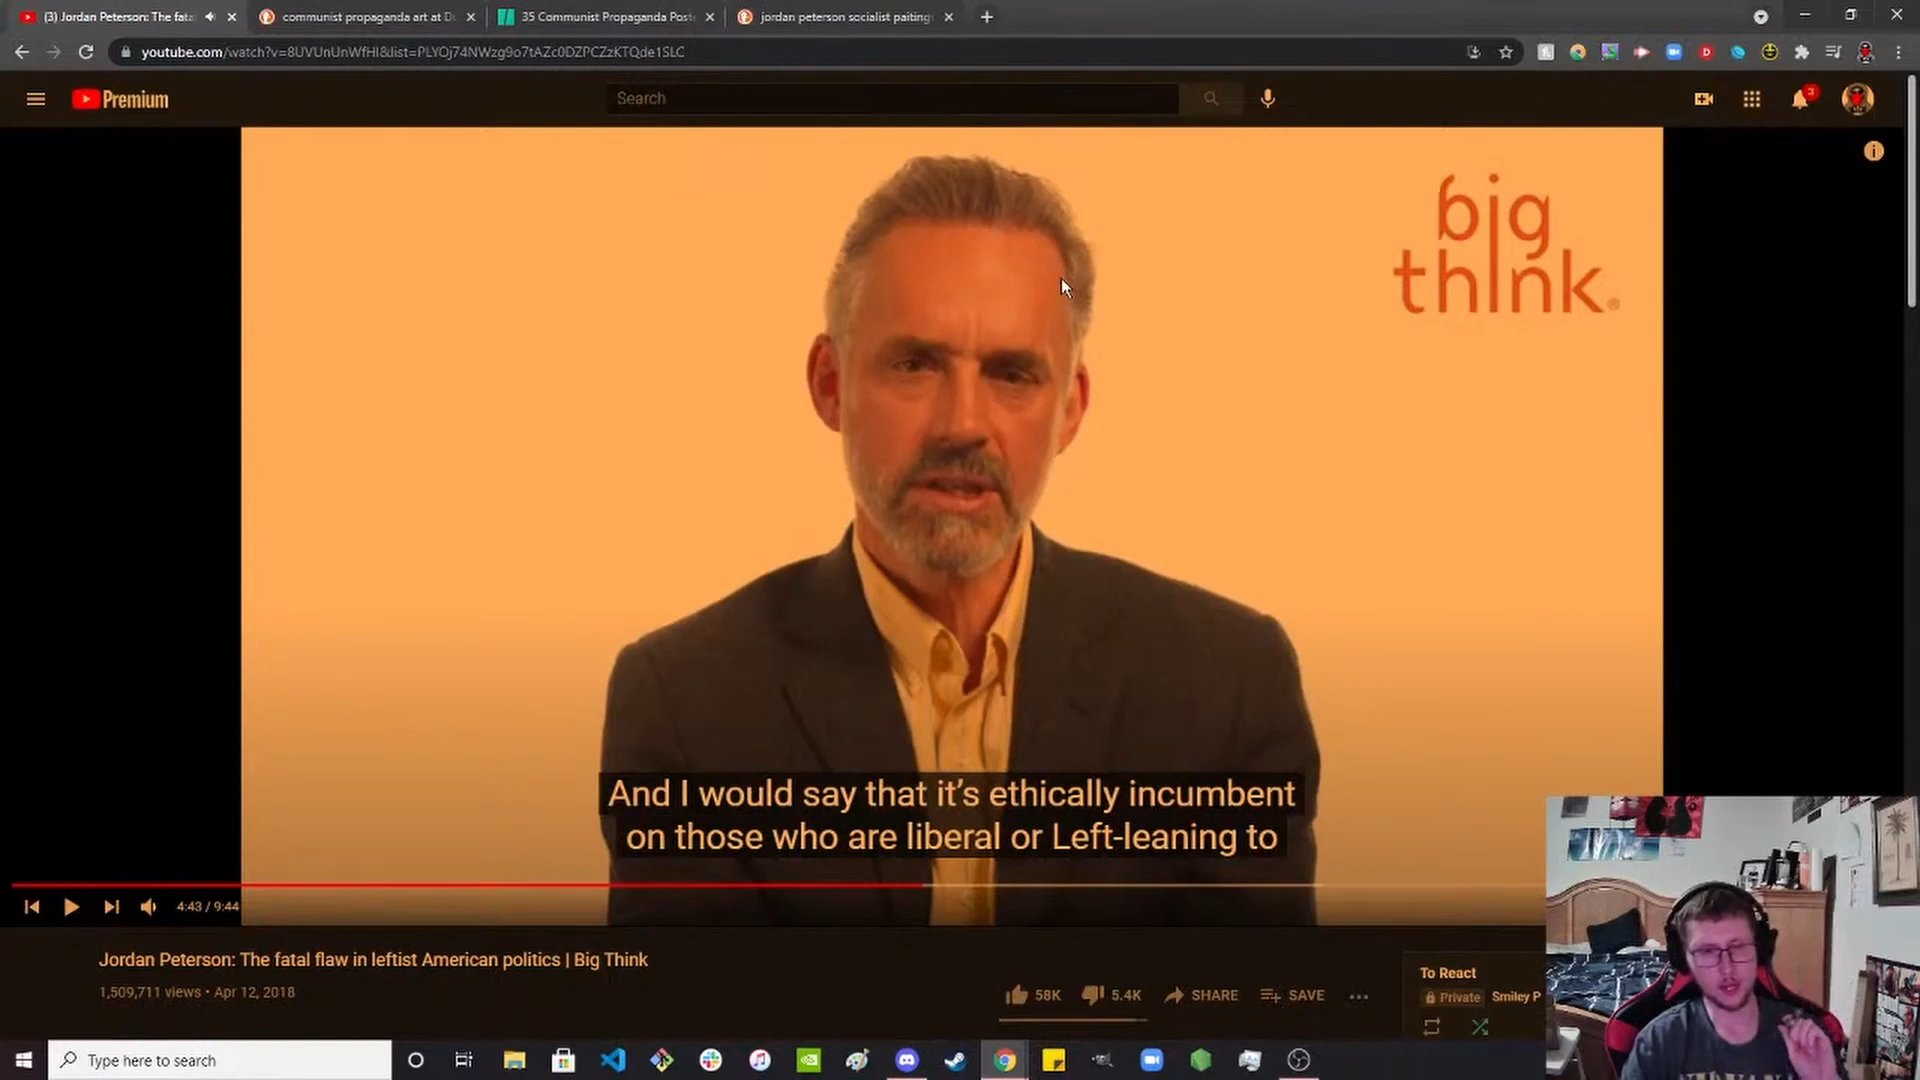 (3) Jordan Peterson: The fata
communist propaganda art at D
35 Communist Propaganda Post
jordan peterson socialist paiting
youtube.com/watch?v=8UVUnUnWfHI&list=PLYOj74NWzg9o7tAZc0DZPCZzKTQde1SLC
Premium
Search
3
big
think®
And I would say that it's ethically incumbent
on those who are liberal or Left-leaning to
4:43 / 9:44
Jordan Peterson: The fatal flaw in leftist American politics | Big Think
1,509,711 views • Apr 12, 2018
58K
5.4K
SHARE
SAVE
To React
Private
Smiley P
Type here to search